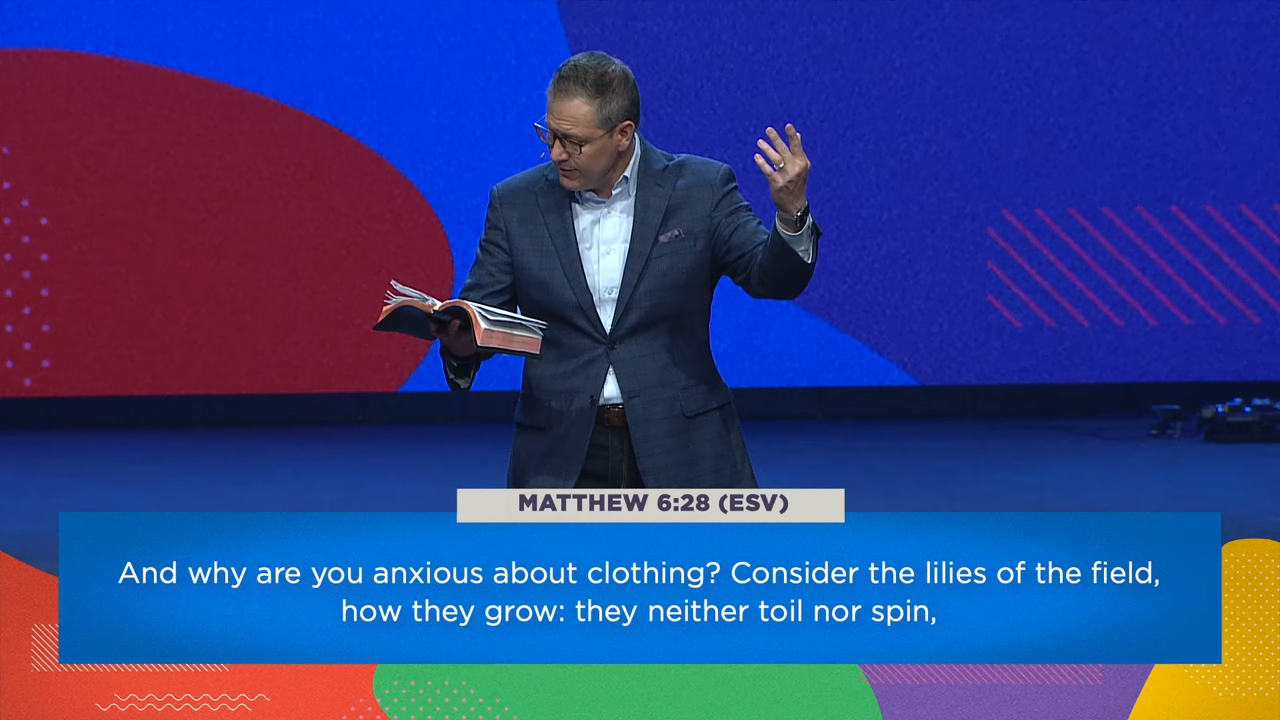 MATTHEW 6:28 (ESV)
And why are you anxious about clothing? Consider the lilies of the field,
how they grow: they neither toil nor spin,